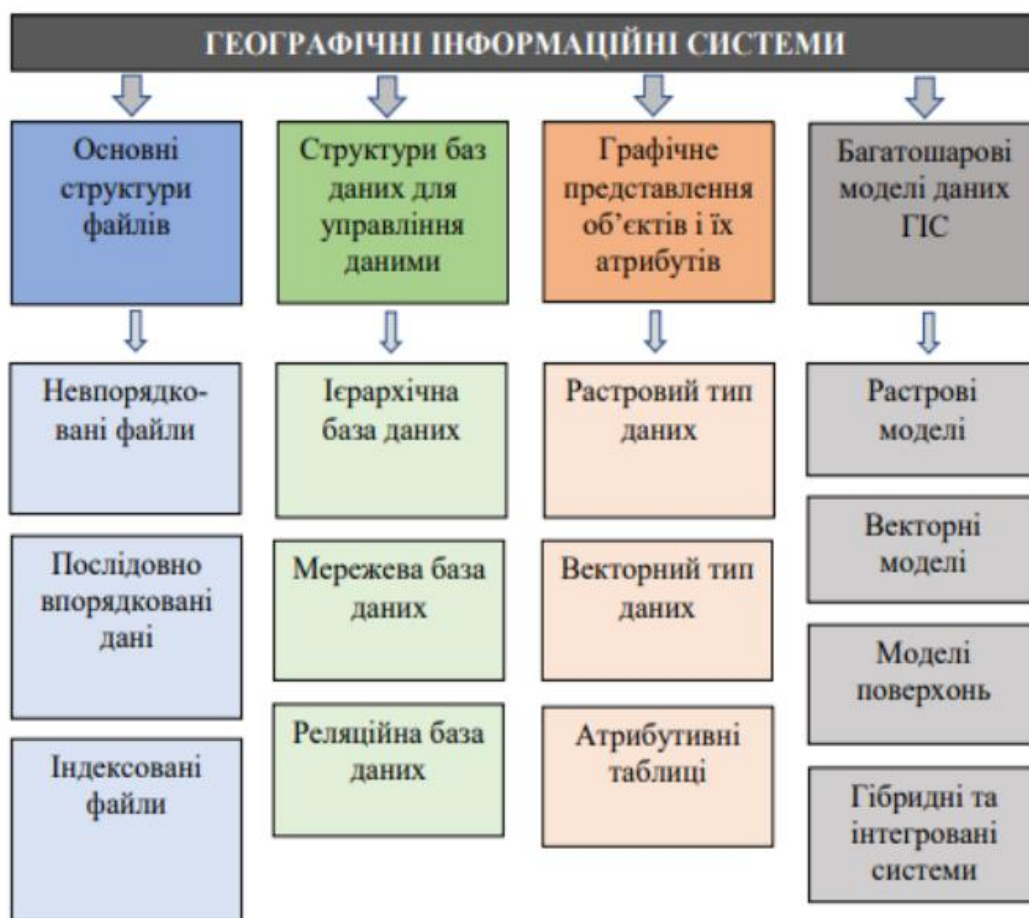 ГЕОГРАФІЧНІ ІНФОРМАЦІЙНІ СИСТЕМИ
Основні
структури
файлів
Невпорядко-
вані файли
Послідовно
впорядковані
дані
Індексовані
файли
Структури баз
даних для
управління
даними
Ієрархічна
база даних
Мережева база
даних
Реляційна база
даних
Графічне
представлення
об’єктів і їх
атрибутів
Растровий тип
даних
Векторний тип
даних
Атрибутивні
таблиці
Багатошарові
моделі даних
ГІС
Растрові
моделі
Векторні
моделі
Моделі
поверхонь
Гібридні та
інтегровані
системи